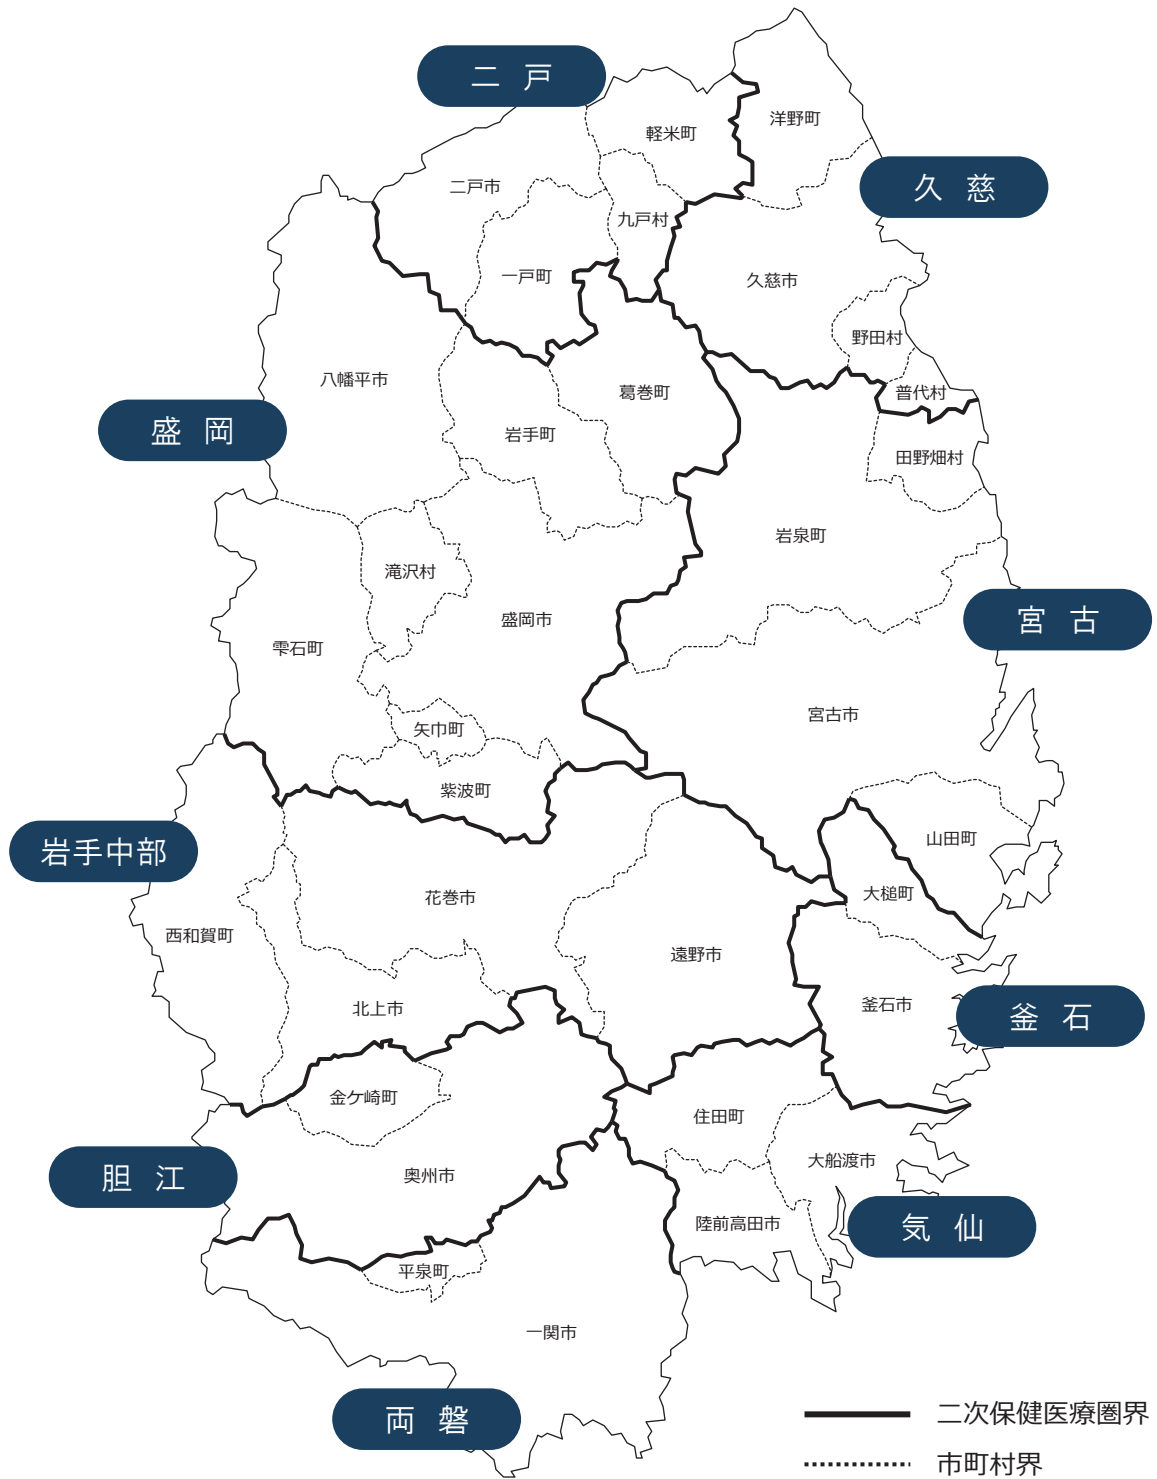 二戸
洋野町
軽米町
二戸市
久慈
九戸村
一戸町
久慈市
野田村
八幡平市
葛巻町
普代村
盛岡
岩手町
田野畑村
岩泉町
滝沢村
盛岡市
宮古
雫石町
宮古市
矢巾町
紫波町
山田町
岩手中部
大槌町
花巻市
西和賀町
遠野市
北上市
釜石市
釜石
金ケ崎町
住田町
大船渡市
胆江
奥州市
陸前高田市
気仙
平泉町
一関市
両磐
二次保健医療圏界
市町村界